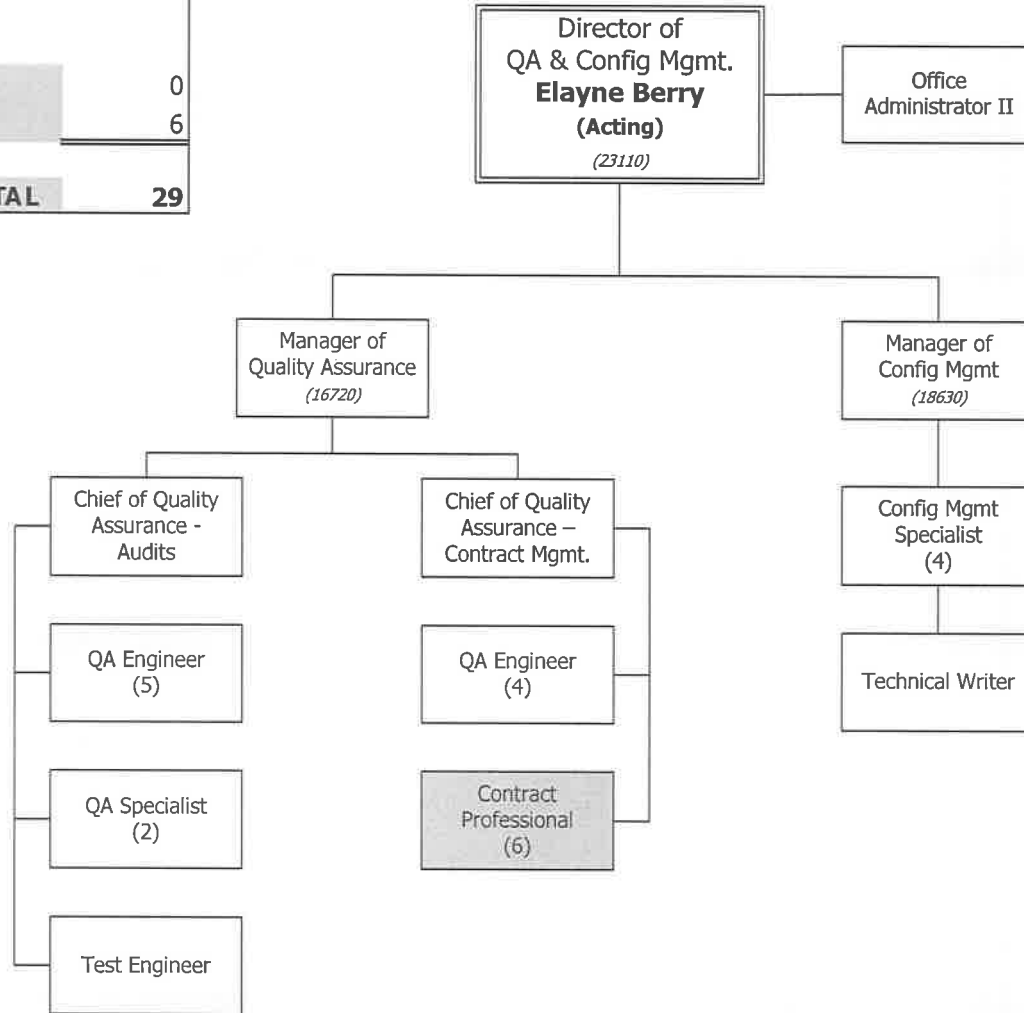 0
6
TAL 29
Director of
QA & Config Mgmt.
Elayne Berry
(Acting)
(23110)
Office
Administrator II
Manager of
Quality Assurance
(16720)
Manager of
Config Mgmt
(18630)
Chief of Quality
Assurance -
Audits
Chief of Quality
Assurance –
Contract Mgmt.
Config Mgmt
Specialist
(4)
QA Engineer
(5)
QA Engineer
(4)
Technical Writer
QA Specialist
(2)
Contract
Professional
(6)
Test Engineer